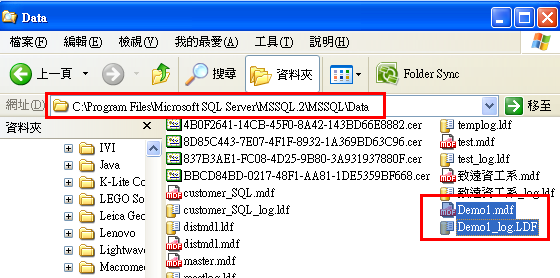 Data
檔案(F) 編輯(E) 檢視(V) 我的最愛(A) 工具(T) 說明(H)
上一頁 搜尋 資料夾 Folder Sync
網址(D) C:\Program Files\Microsoft SQL Server\MSSQL.2\MSSQL\Data 移至
資料夾
IVI
Java
K-Lite Co
LEGO So
Leica Geo
Lenovo
Lightwave
Macrome
4B0F2641-14CB-45F0-8A42-143BD66E8882.cer
8D85C443-7E07-4F1F-8932-1A369BD63C96.cer
837B3AE1-FC08-4D25-9B80-3A931937880F.cer
BBCD84BD-0217-48F1-AA81-1DE5359BF668.cer
customer_SQL.mdf
customer_SQL_log.ldf
distmdl.ldf
distmdl.mdf
master.mdf
mastlog.ldf
templog.ldf
test.mdf
test_log.ldf
致遠資工系.mdf
致遠資工系_log.ldf
Demo1.mdf
Demo1_log.LDF